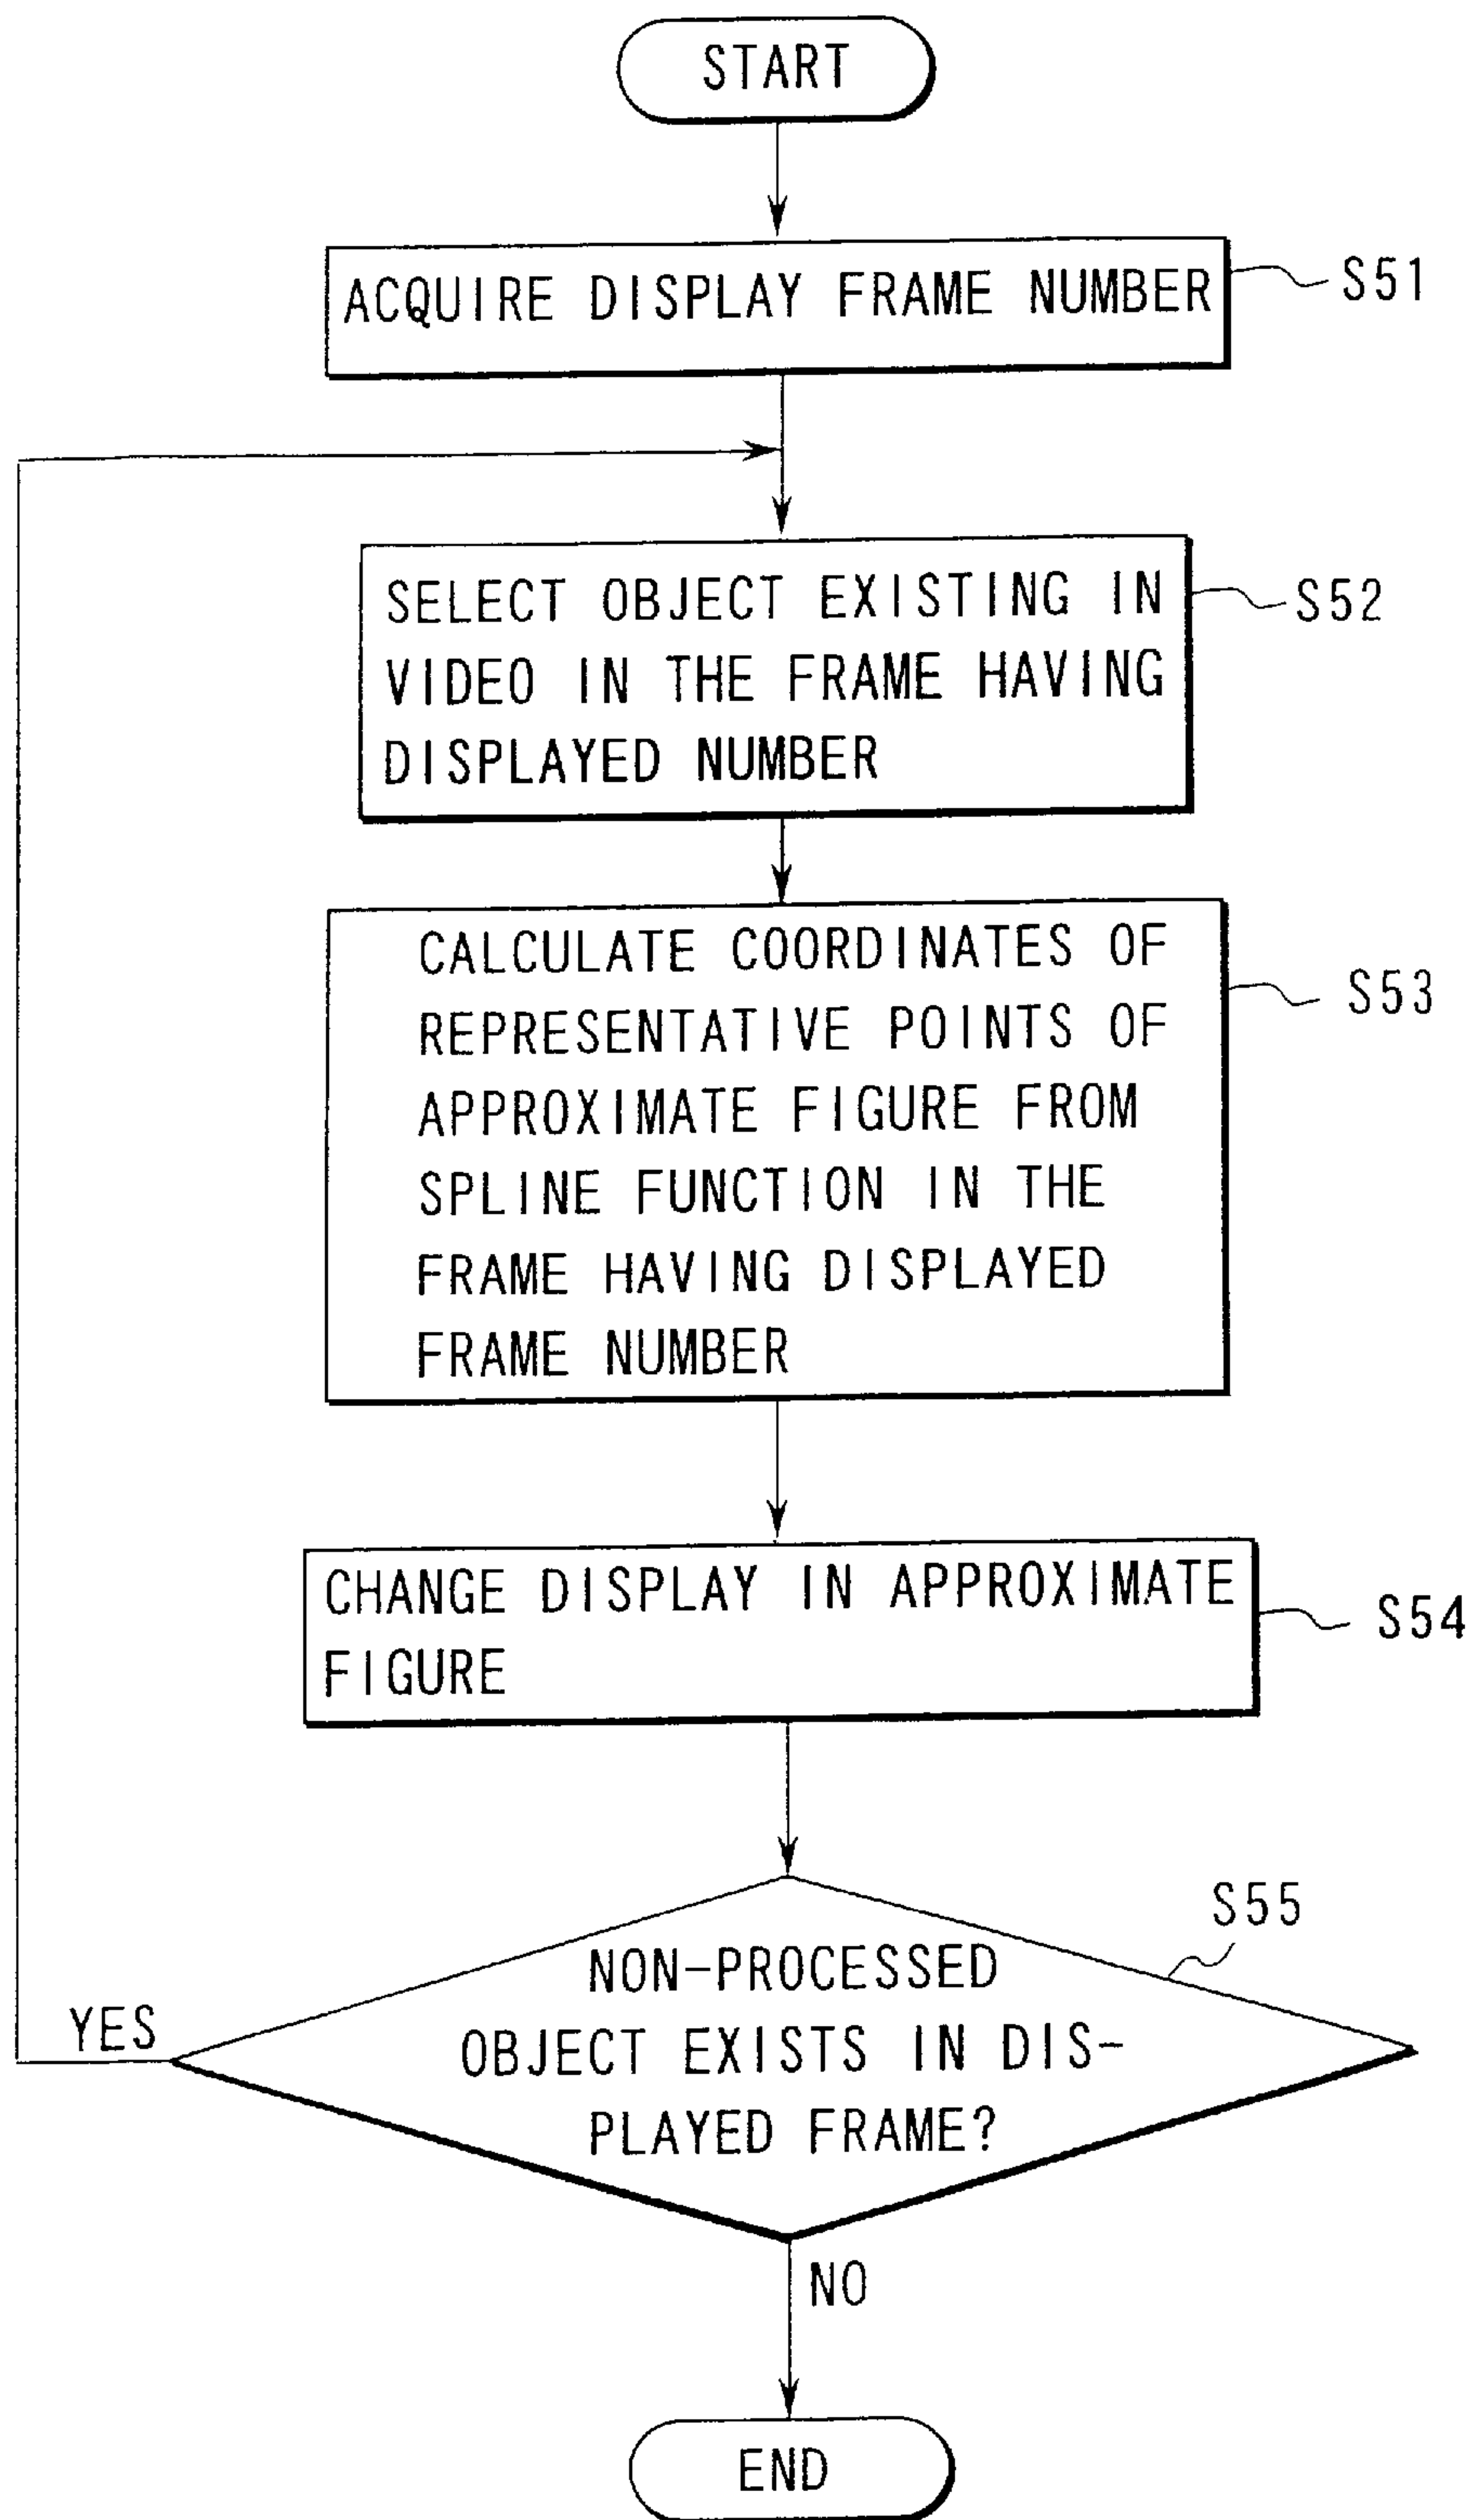 START
ACQUIRE DISPLAY FRAME NUMBER
S51
SELECT OBJECT EXISTING IN
VIDEO IN THE FRAME HAVING
DISPLAYED NUMBER
S52
CALCULATE COORDINATES OF
REPRESENTATIVE POINTS OF
APPROXIMATE FIGURE FROM
SPLINE FUNCTION IN THE
FRAME HAVING DISPLAYED
FRAME NUMBER
S53
CHANGE DISPLAY IN APPROXIMATE
FIGURE
S54
S55
NON-PROCESSED
OBJECT EXISTS IN DIS-
PLAYED FRAME?
YES
NO
END